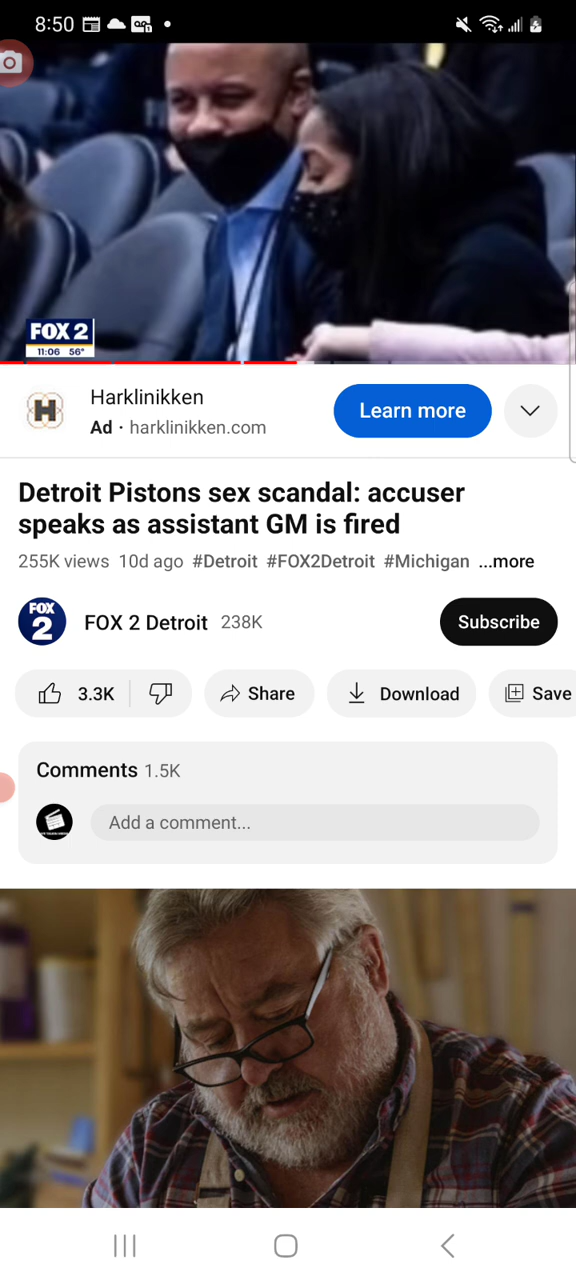 8:50
FOX 2
11:06 56°
H
Harklinikken
Ad · harklinikken.com
Learn more
Detroit Pistons sex scandal: accuser
speaks as assistant GM is fired
255K views 10d ago #Detroit #FOX2Detroit #Michigan ...more
FOX
2
FOX 2 Detroit 238K
Subscribe
3.3K
Share
Download
Save
Comments 1.5K
Add a comment...